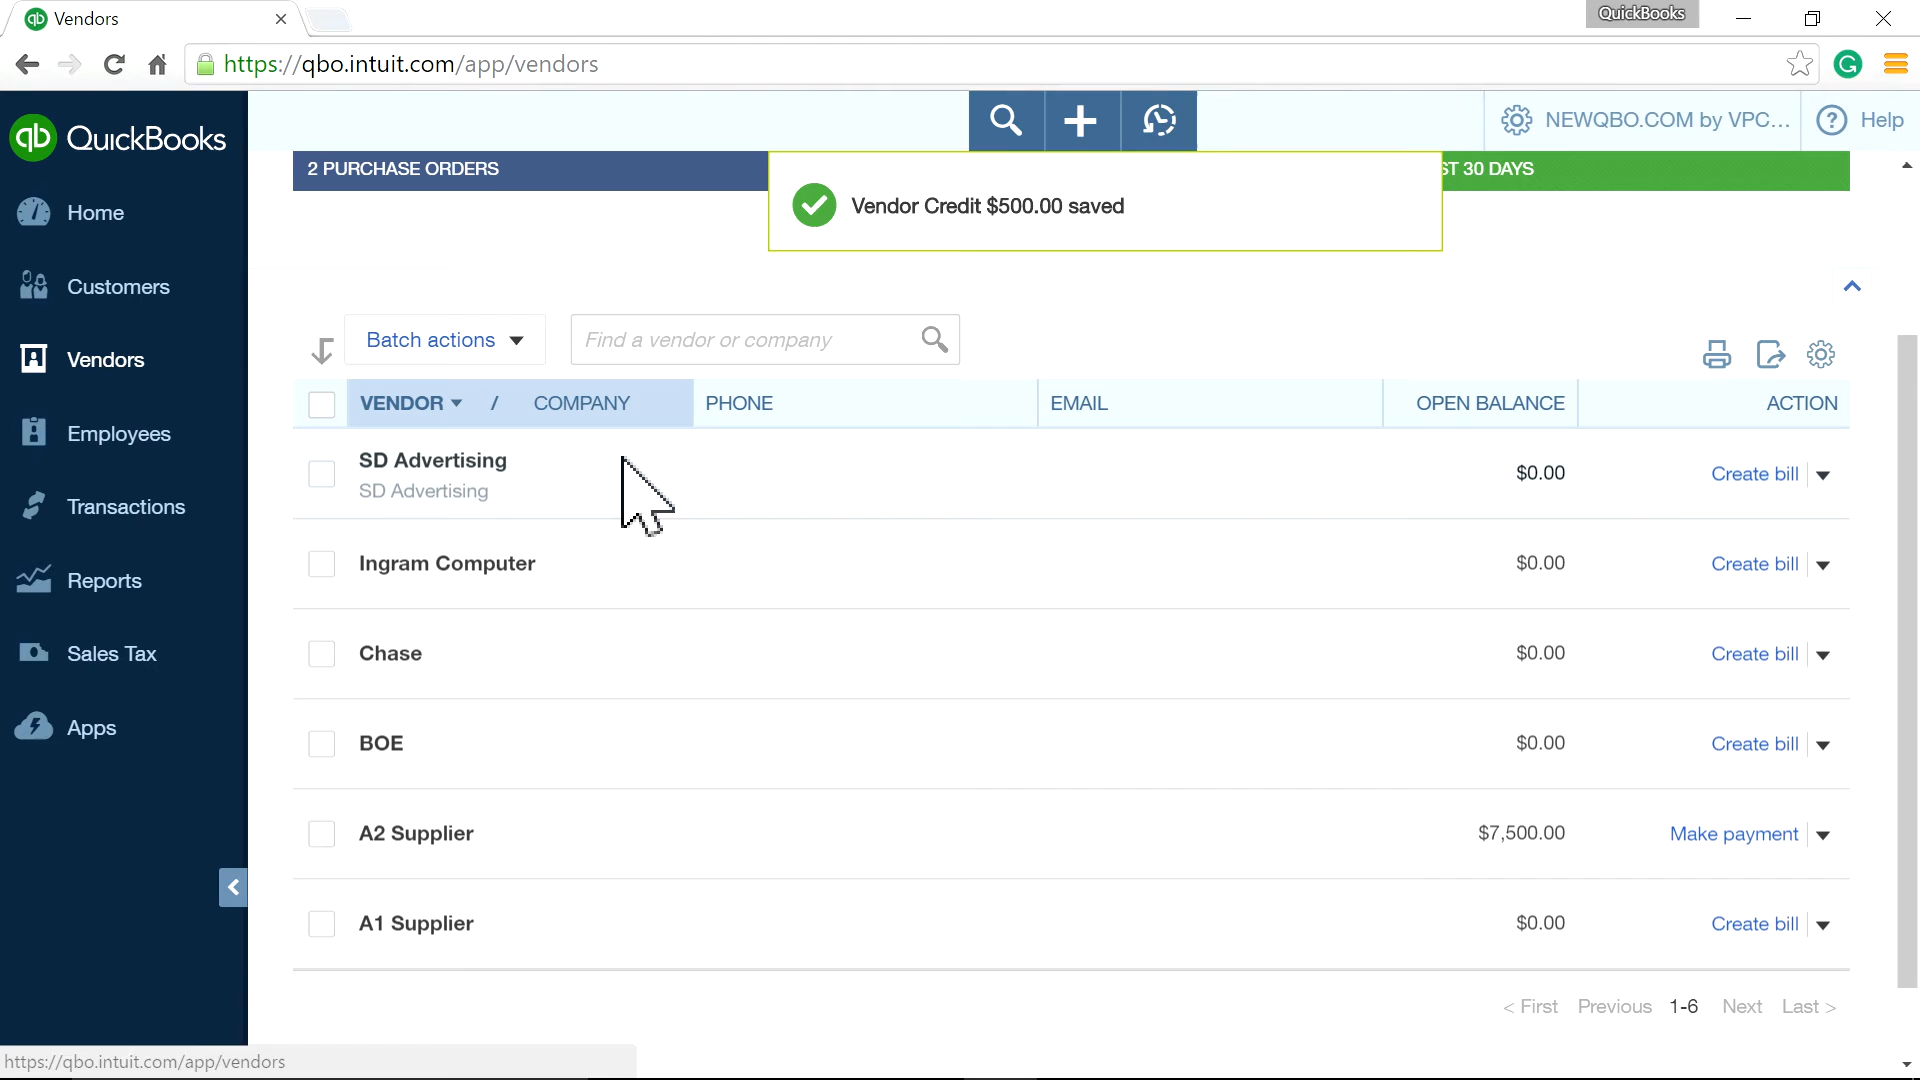 Vendors
QuickBooks
https://qbo.intuit.com/app/vendors
QuickBooks
NEWQBO.COM by VPC...
Help
2 PURCHASE ORDERS
ST 30 DAYS
Vendor Credit $500.00 saved
Home
Customers
Vendors
Employees
Transactions
Reports
Sales Tax
Apps
Batch actions
Find a vendor or company
VENDOR / COMPANY PHONE EMAIL OPEN BALANCE ACTION
SD Advertising $0.00 Create bill
SD Advertising
Ingram Computer $0.00 Create bill
Chase $0.00 Create bill
BOE $0.00 Create bill
A2 Supplier $7,500.00 Make payment
A1 Supplier $0.00 Create bill
< First Previous 1-6 Next Last >
https://qbo.intuit.com/app/vendors